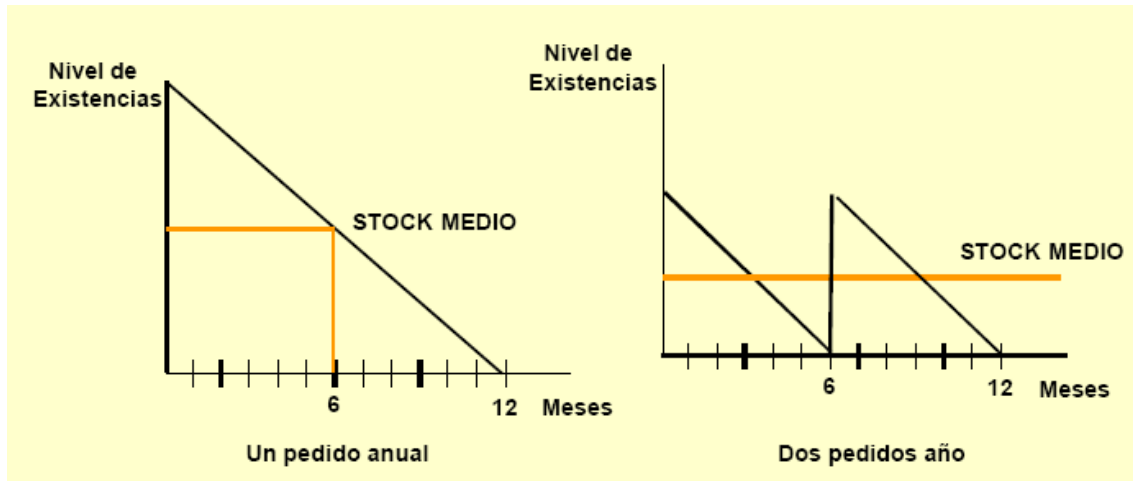 Nivel de
Existencias
STOCK MEDIO
6
12
Meses
Un pedido anual
Nivel de
Existencias
STOCK MEDIO
6
12
Meses
Dos pedidos año